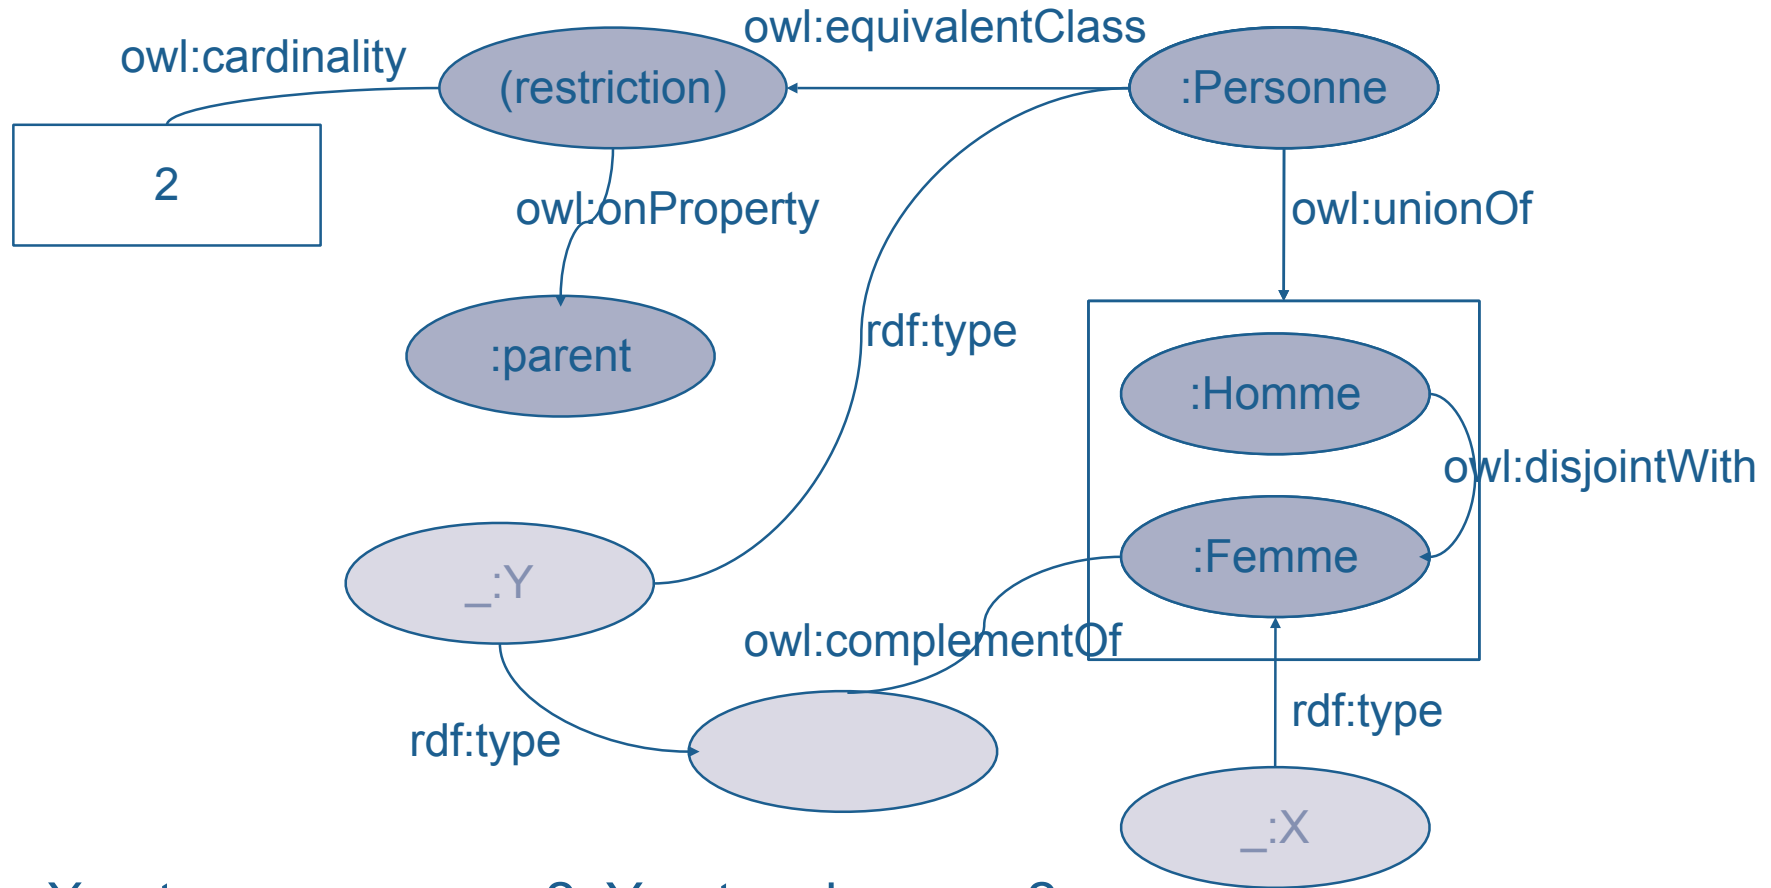 owl:equivalentClass
owl:cardinality
(restriction)
:Personne
2
owl:onProperty
owl:unionOf
rdf:type
:parent
:Homme
owl:disjointWith
:Femme
_:Y
owl:complementOf
rdf:type
rdf:type
_:X